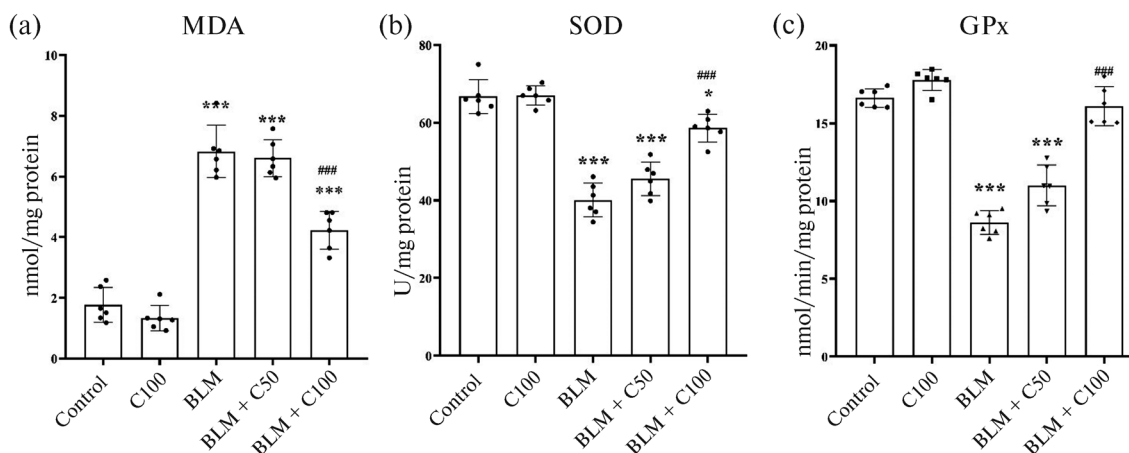 (a)
MDA
nmol/mg protein
10
8
6
4
2
0
***
***
###
***
Control
C100
BLM
BLM + C50
BLM + C100
(b)
SOD
U/mg protein
80
60
40
20
0
***
***
###
*
Control
C100
BLM
BLM + C50
BLM + C100
(c)
GPx
nmol/min/mg protein
20
15
10
5
0
***
***
###
Control
C100
BLM
BLM + C50
BLM + C100